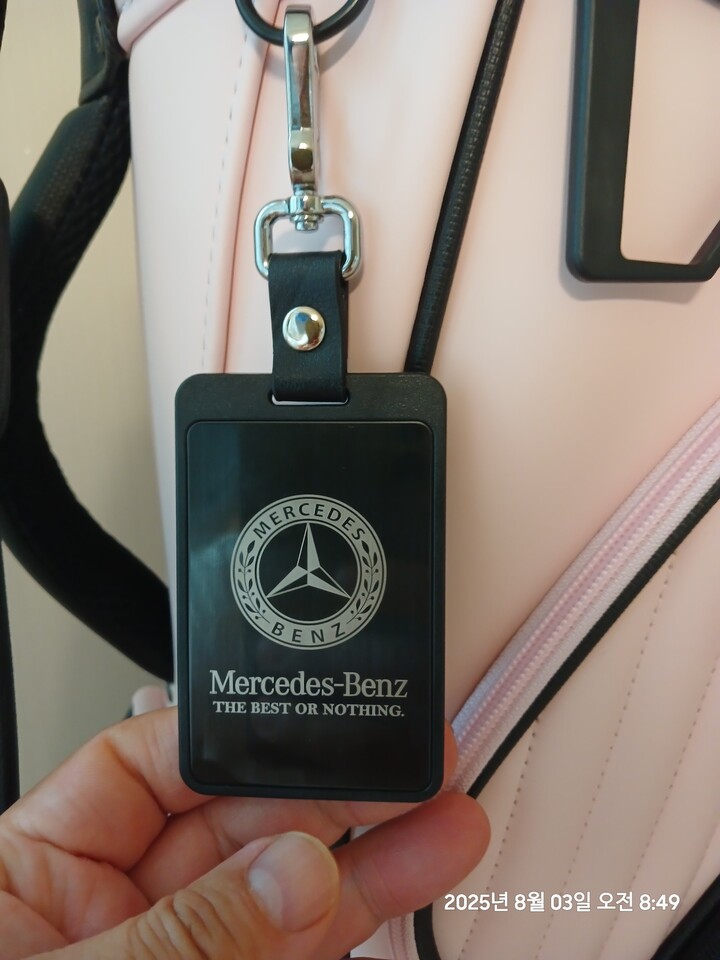 MERCEDES
BENZ
Mercedes-Benz
THE BEST OR NOTHING.
2025년 8월 03일 오전 8:49